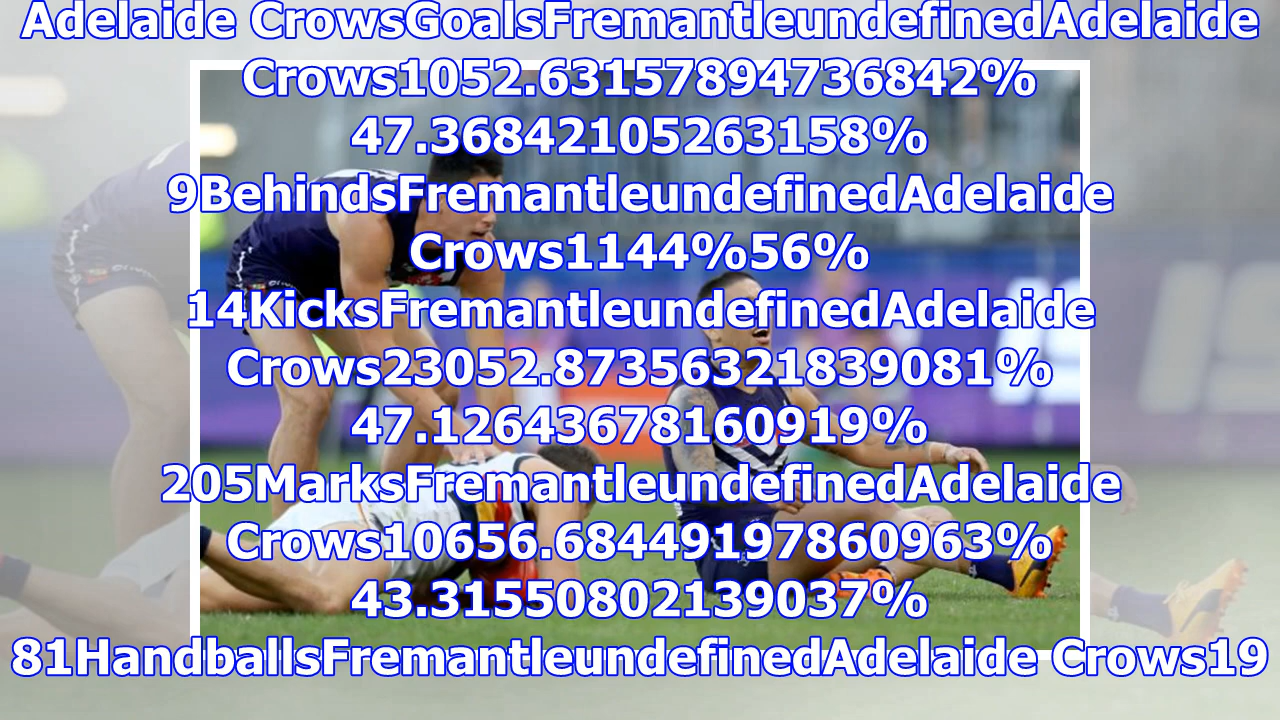 Adelaide CrowsGoalsFremantleundefinedAdelaide
Crows1052.63157894736842%
47.36842105263158%
9BehindsFremantleundefinedAdelaide
Crows1144%56%
14KicksFremantleundefinedAdelaide
Crows23052.87356321839081%
47.12643678160919%
205MarksFremantleundefinedAdelaide
Crows10656.68449197860963%
43.31550802139037%
81HandballsFremantleundefinedAdelaide Crows19